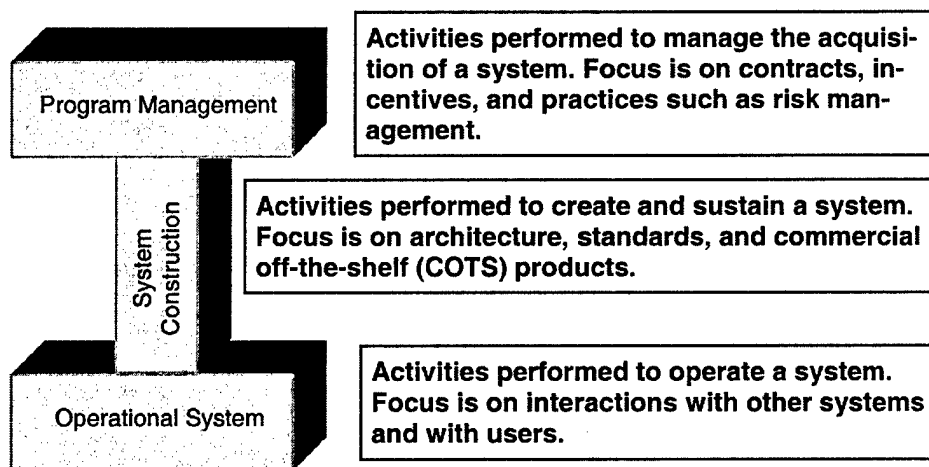 Program Management
Activities performed to manage the acquisi-
tion of a system. Focus is on contracts, in-
centives, and practices such as risk man-
agement.
System
Construction
Activities performed to create and sustain a system.
Focus is on architecture, standards, and commercial
off-the-shelf (COTS) products.
Operational System
Activities performed to operate a system.
Focus is on interactions with other systems
and with users.